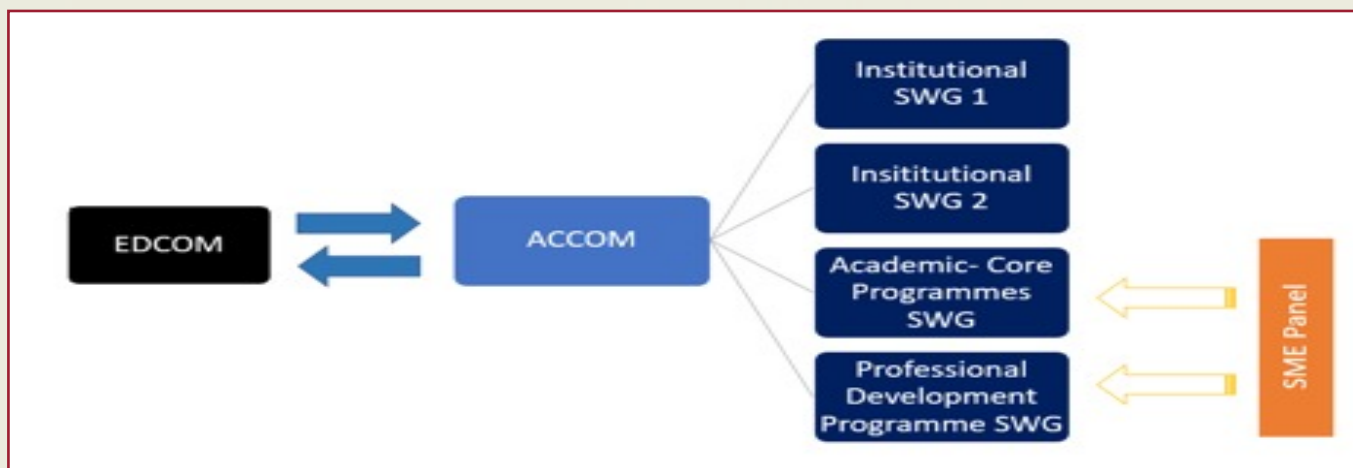 EDCOM
ACCOM
Institutional
SWG 1
Insititutional
SWG 2
Academic- Core
Programmes
SWG
Professional
Development
Programme SWG
SME Panel